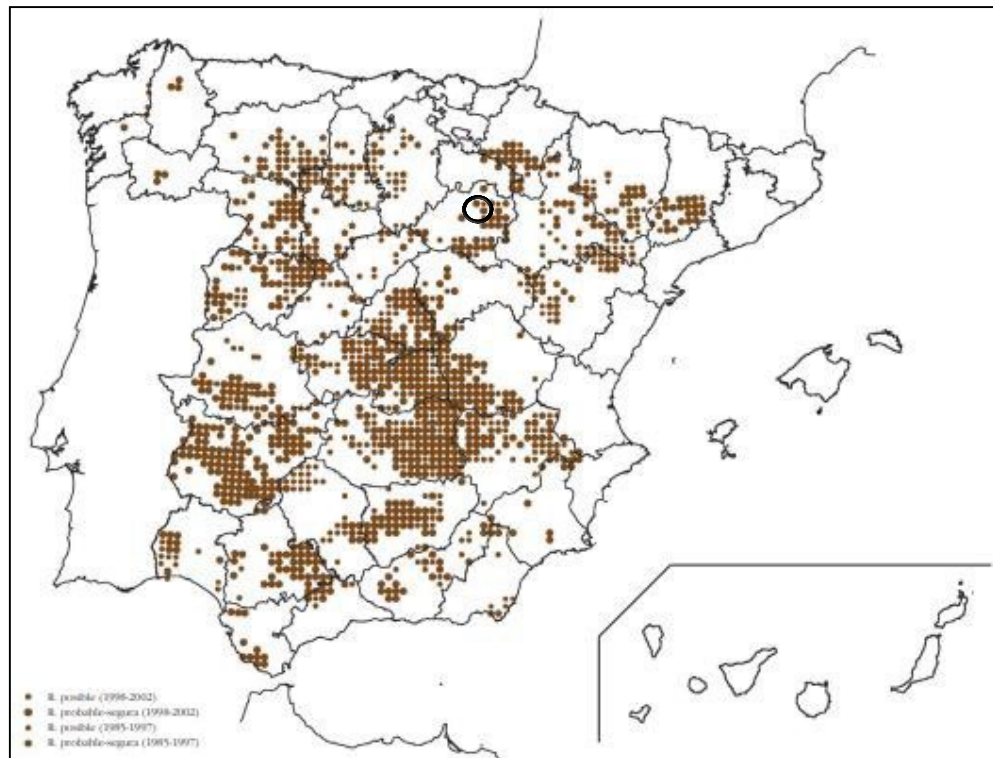 R. posible (1998-2002)
R. probable-segura (1998-2002)
R. posible (1985-1997)
R. probable-segura (1985-1997)